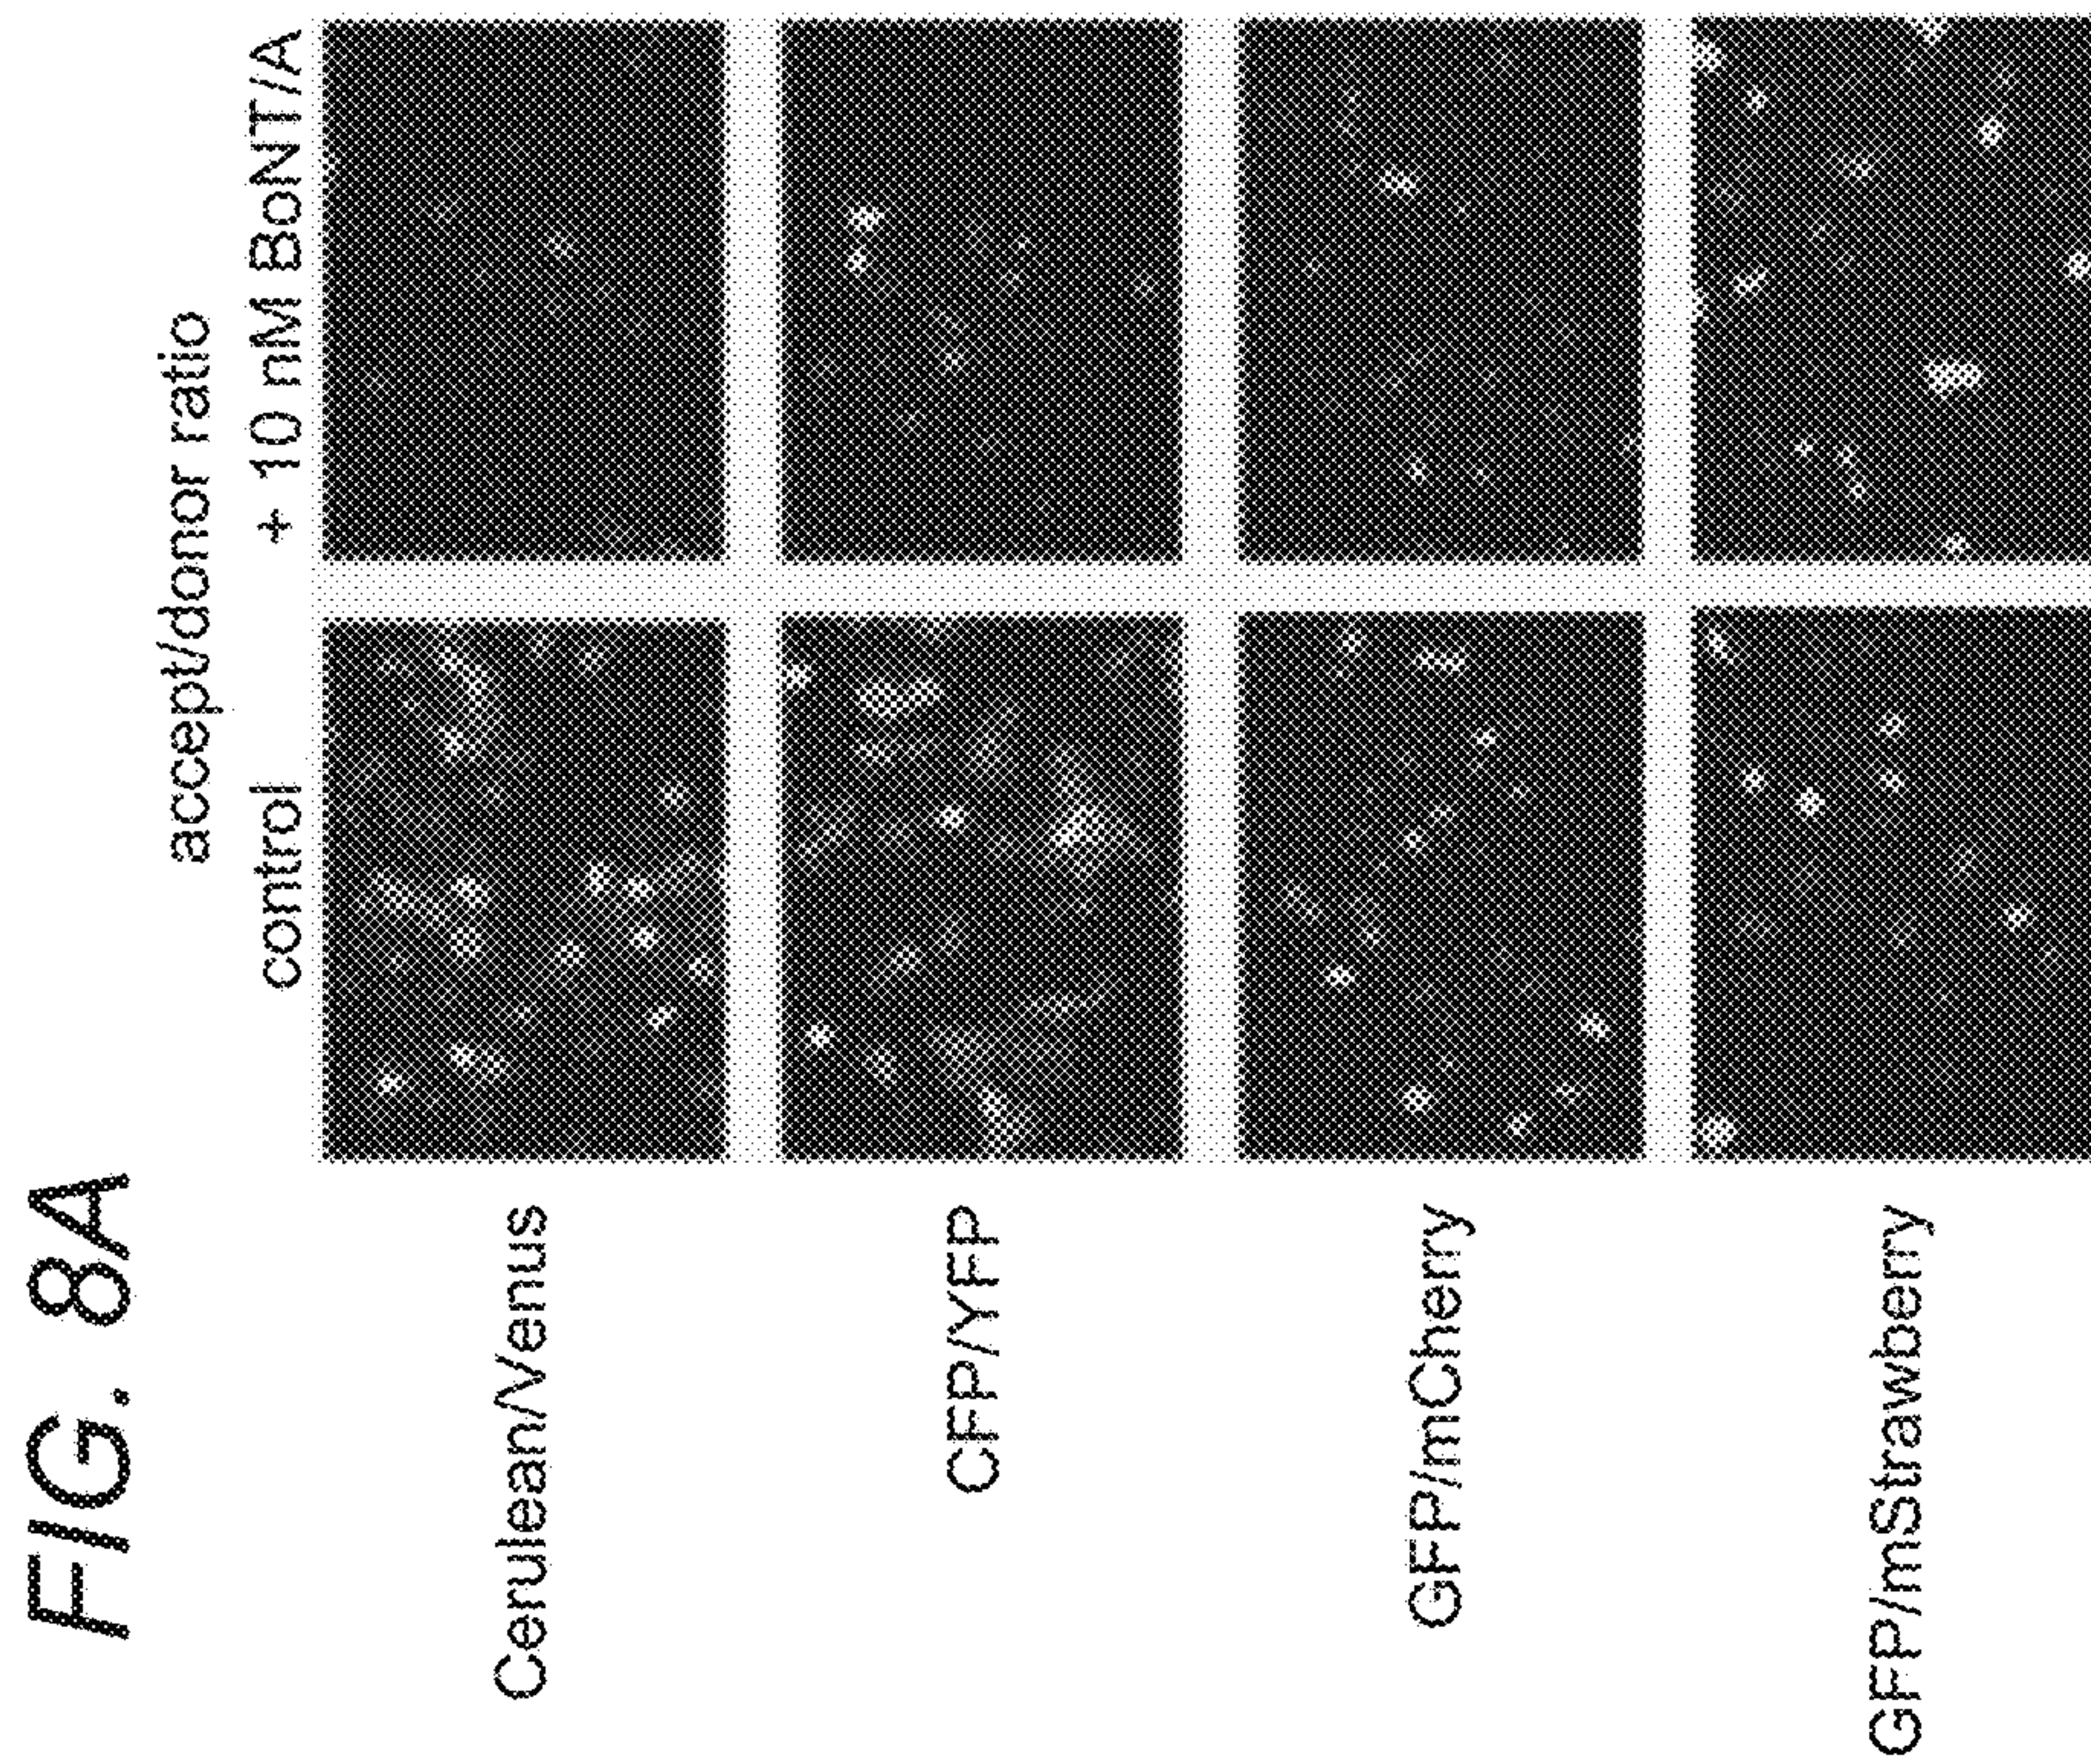 FIG. 8A
accept/donor ratio
control + 10 nM BoNT/A
Cerulean/Venus
CFP/YFP
GFP/mCherry
GFP/mStrawberry